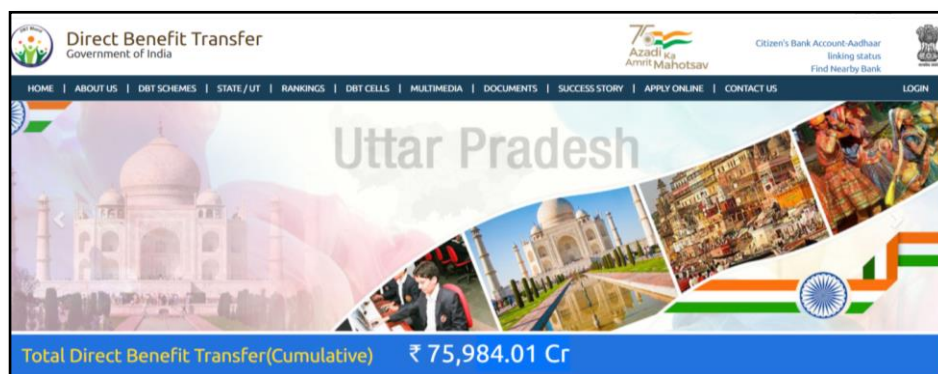 Direct Benefit Transfer
Government of India
75
Azadi Ka
Amrit Mahotsav
Citizen's Bank Account-Aadhaar
linking status
Find Nearby Bank
HOME | ABOUT US | DBT SCHEMES | STATE / UT | RANKINGS | DBT CELLS | MULTIMEDIA | DOCUMENTS | SUCCESS STORY | APPLY ONLINE | CONTACT US LOGIN
Uttar Pradesh
Total Direct Benefit Transfer(Cumulative) ₹ 75,984.01 Cr